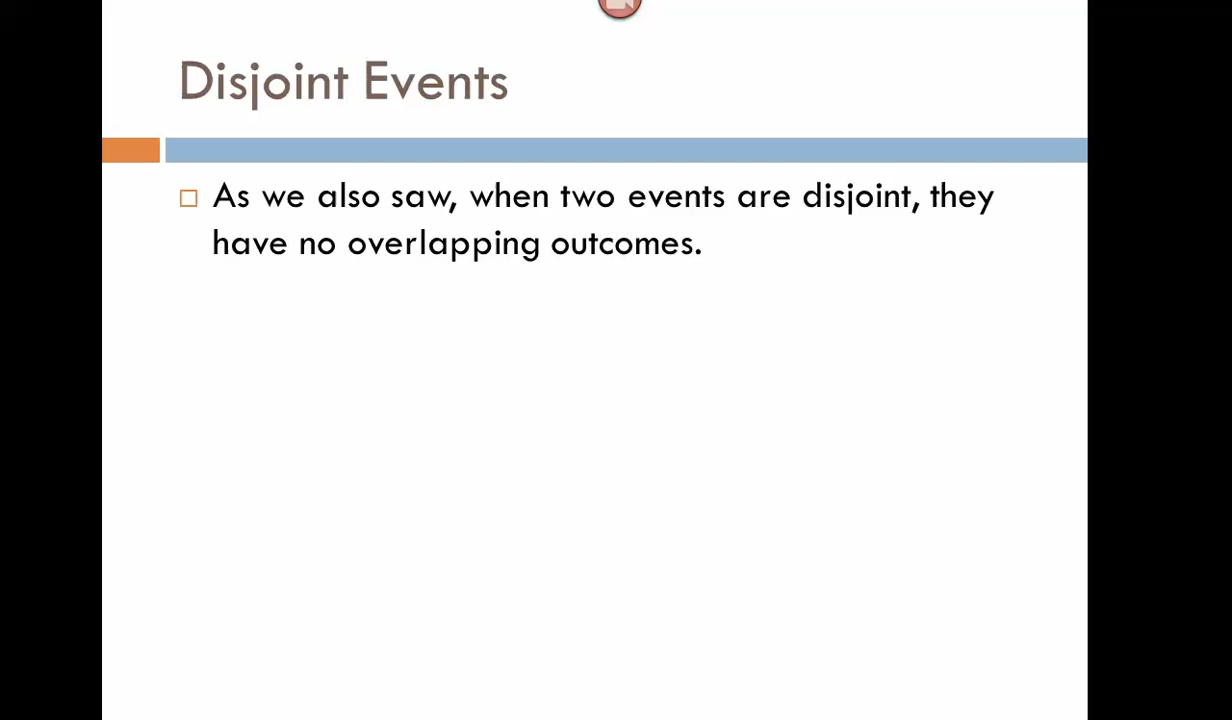 Disjoint Events
As we also saw, when two events are disjoint, they
have no overlapping outcomes.